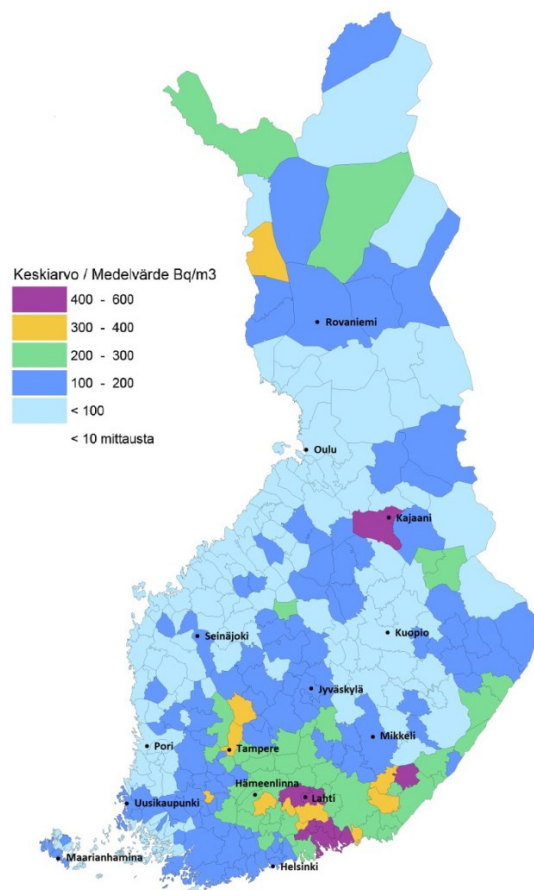 Keskiarvo / Medelvärde Bq/m3
400 - 600
300 - 400
200 - 300
100 - 200
< 100
< 10 mittausta
Rovaniemi
Oulu
Kajaani
Seinäjoki
Kuopio
Jyväskylä
Mikkeli
Pori
Tampere
Hämeenlinna
Lahti
Uusikaupunki
Maarianhamina
Helsinki